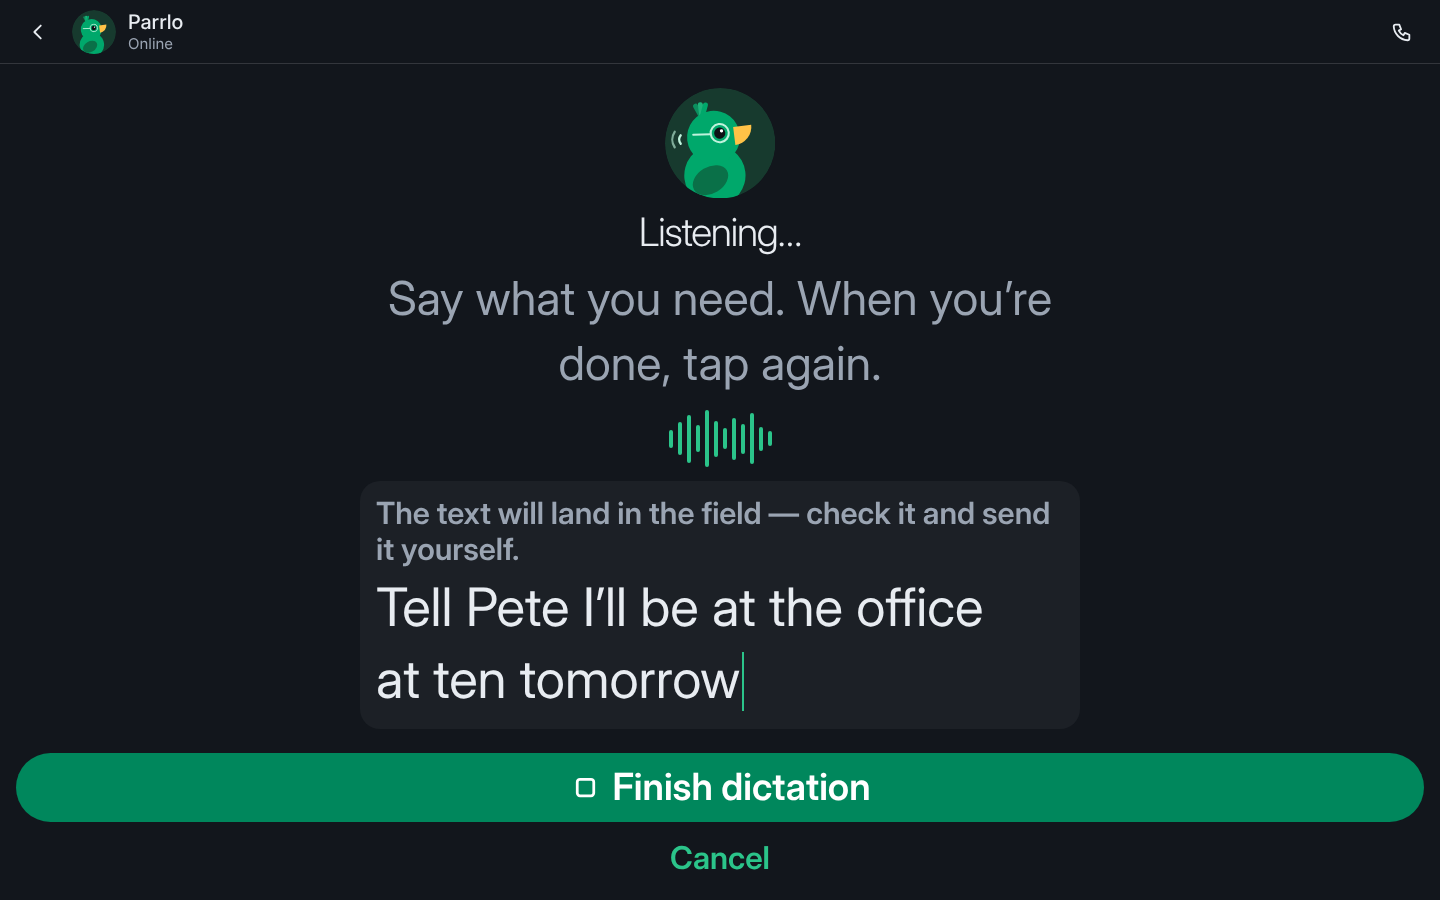 Parrlo
Online
Listening...
Say what you need. When you’re
done, tap again.
The text will land in the field — check it and send
it yourself.
Tell Pete I’ll be at the office
at ten tomorrow
Finish dictation
Cancel